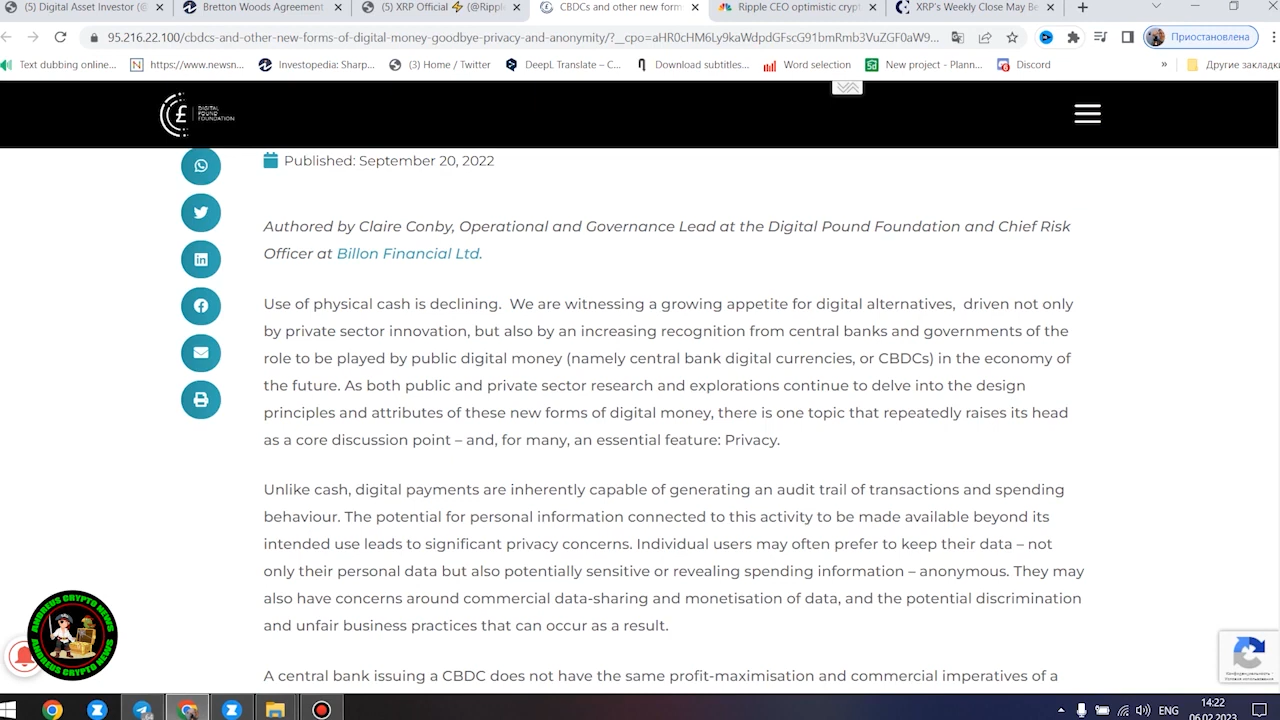 (5) Digital Asset Investor (@
Bretton Woods Agreement
(5) XRP Official ⚡ (@Ripple
CBDCs and other new form
Ripple CEO optimistic crypt
XRP's Weekly Close May Be
95.216.22.100/cbdcs-and-other-new-forms-of-digital-money-goodbye-privacy-and-anonymity/?__cpo=aHR0cHM6Ly9kaWdpdGFscG91bmRmb3VuZGF0aW9...
Приостановлена
Text dubbing online...
https://www.newsn...
Investopedia: Sharp...
(3) Home / Twitter
DeepL Translate – C...
Download subtitles...
Word selection
New project - Plann...
Discord
»
Другие закладки
DIGITAL
POUND
FOUNDATION
Published: September 20, 2022
Authored by Claire Conby, Operational and Governance Lead at the Digital Pound Foundation and Chief Risk
Officer at Billon Financial Ltd.
Use of physical cash is declining. We are witnessing a growing appetite for digital alternatives, driven not only
by private sector innovation, but also by an increasing recognition from central banks and governments of the
role to be played by public digital money (namely central bank digital currencies, or CBDCs) in the economy of
the future. As both public and private sector research and explorations continue to delve into the design
principles and attributes of these new forms of digital money, there is one topic that repeatedly raises its head
as a core discussion point – and, for many, an essential feature: Privacy.
Unlike cash, digital payments are inherently capable of generating an audit trail of transactions and spending
behaviour. The potential for personal information connected to this activity to be made available beyond its
intended use leads to significant privacy concerns. Individual users may often prefer to keep their data – not
only their personal data but also potentially sensitive or revealing spending information – anonymous. They may
also have concerns around commercial data-sharing and monetisation of data, and the potential discrimination
and unfair business practices that can occur as a result.
A central bank issuing a CBDC does not have the same profit-maximisation and commercial imperatives of a
ANDREUS CRYPTO NEWS
ANDREUS CRYPTO NEWS
ENG
14:22
06.02.2023